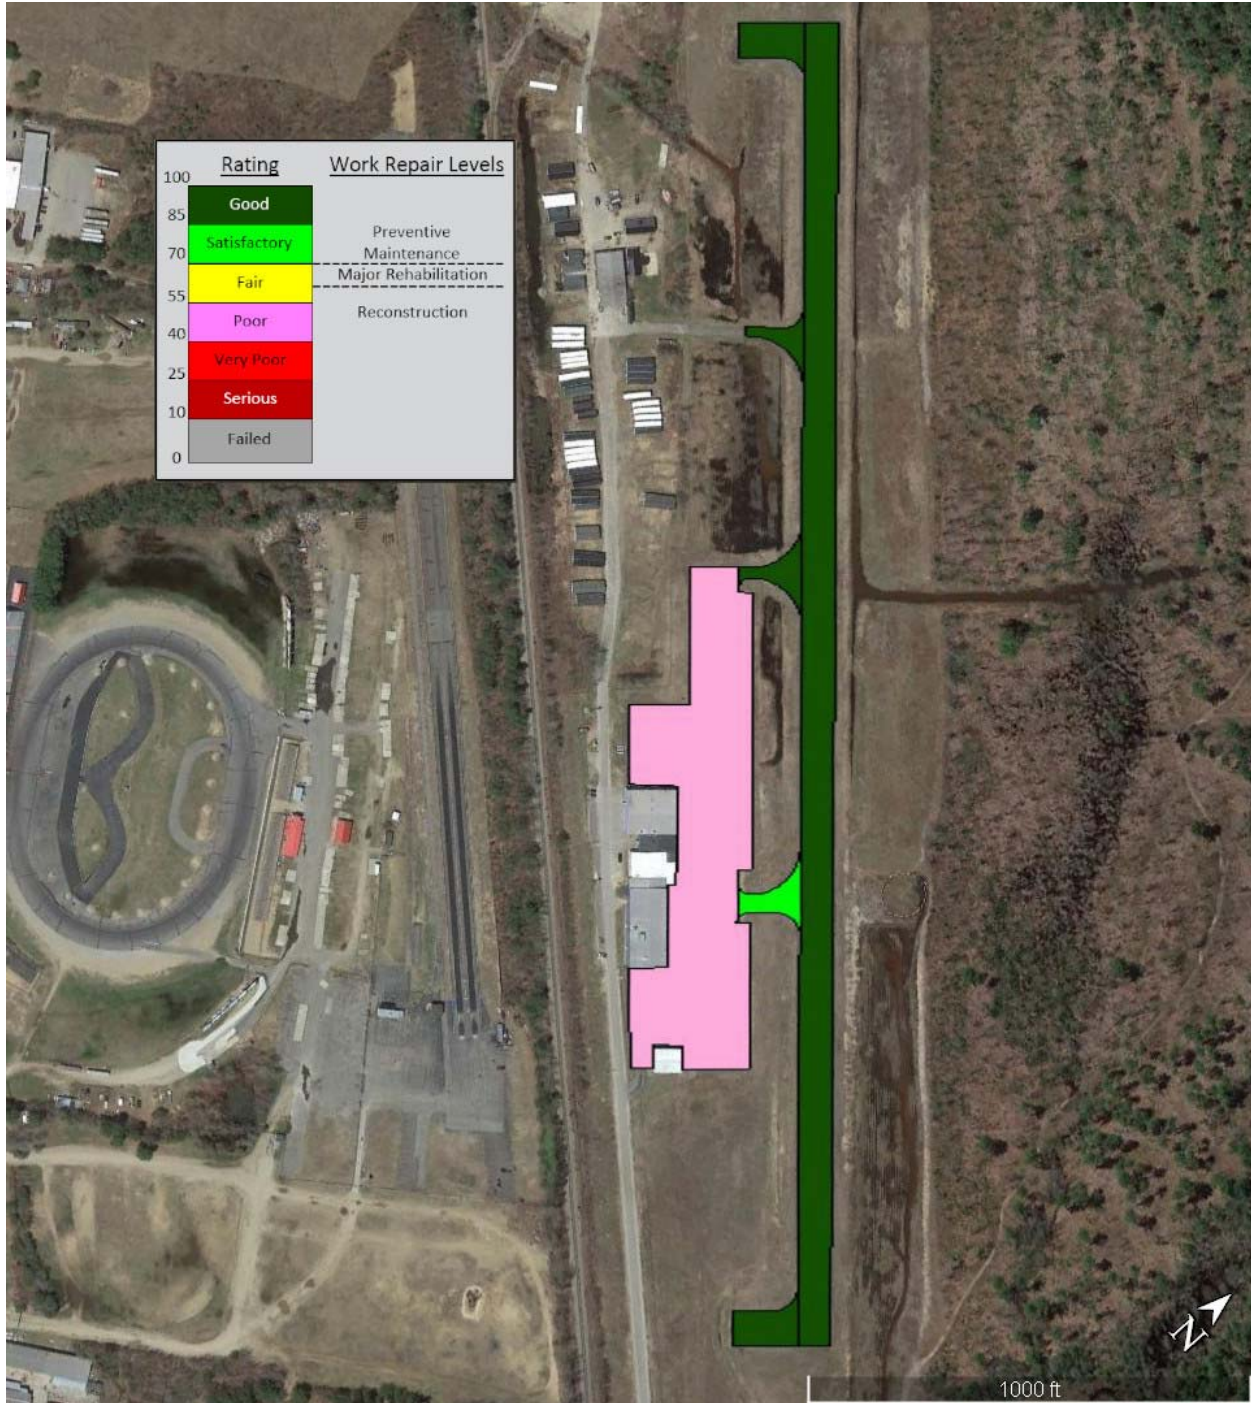 Rating Work Repair Levels
100
Good
85
Satisfactory
Preventive
Maintenance
70
Major Rehabilitation
Fair
55
Reconstruction
Poor
40
Very Poor
25
Serious
10
Failed
0
N
1000 ft